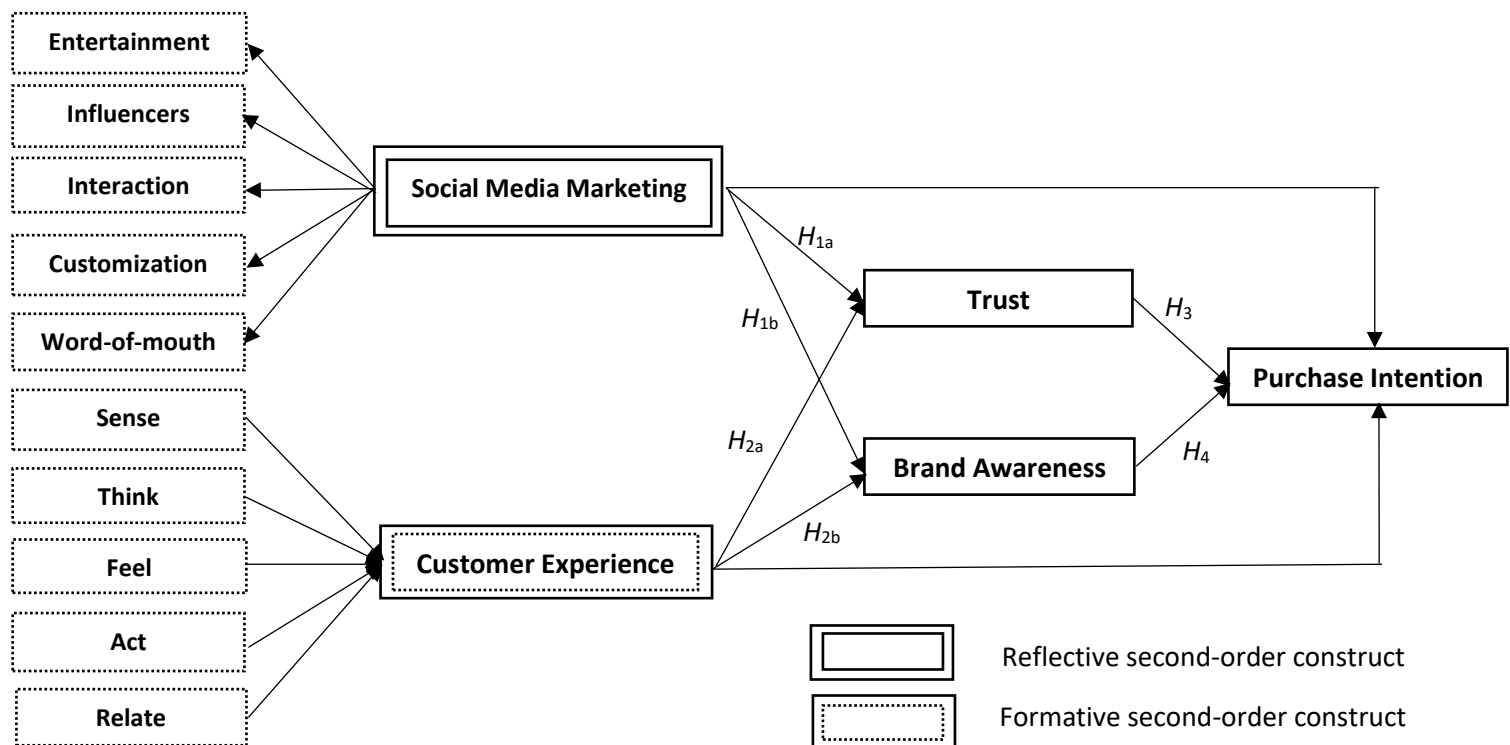 Entertainment
Influencers
Interaction
Customization
Word-of-mouth
Sense
Think
Feel
Act
Relate
Social Media Marketing
Customer Experience
H1a
H1b
H2a
H2b
Trust
Brand Awareness
H3
H4
Purchase Intention
Reflective second-order construct
Formative second-order construct